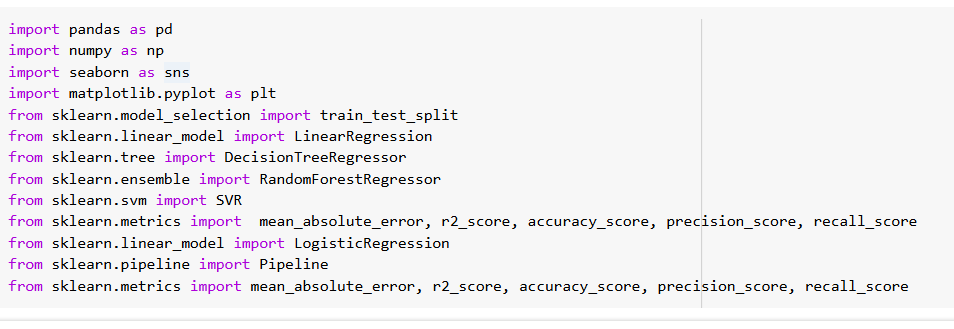 import pandas as pd
import numpy as np
import seaborn as sns
import matplotlib.pyplot as plt
from sklearn.model_selection import train_test_split
from sklearn.linear_model import LinearRegression
from sklearn.tree import DecisionTreeRegressor
from sklearn.ensemble import RandomForestRegressor
from sklearn.svm import SVR
from sklearn.metrics import  mean_absolute_error, r2_score, accuracy_score, precision_score, recall_score
from sklearn.linear_model import LogisticRegression
from sklearn.pipeline import Pipeline
from sklearn.metrics import mean_absolute_error, r2_score, accuracy_score, precision_score, recall_score